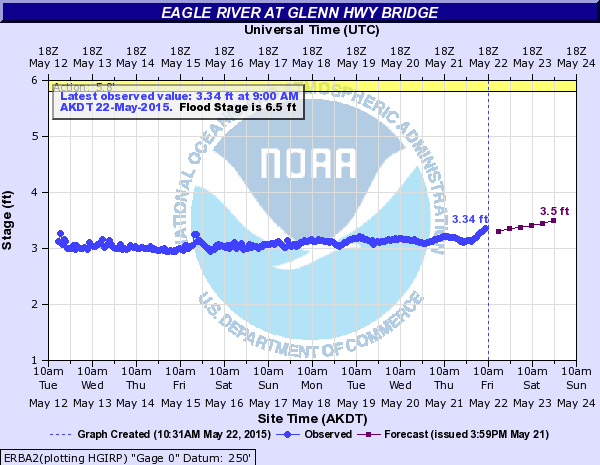 EAGLE RIVER AT GLENN HWY BRIDGE
Universal Time (UTC)
18Z 18Z 18Z 18Z 18Z 18Z 18Z 18Z 18Z 18Z 18Z 18Z 18Z
May 12 May 13 May 14 May 15 May 16 May 17 May 18 May 19 May 20 May 21 May 22 May 23 May 24
Action: 5.8'
Latest observed value: 3.34 ft at 9:00 AM
AKDT 22-May-2015. Flood Stage is 6.5 ft
NATIONAL OCEANIC AND ATMOSPHERIC ADMINISTRATION
NOAA
U.S. DEPARTMENT OF COMMERCE
Stage (ft)
6
5
4
3
2
1
3.34 ft
3.5 ft
10am 10am 10am 10am 10am 10am 10am 10am 10am 10am 10am 10am 10am
Tue Wed Thu Fri Sat Sun Mon Tue Wed Thu Fri Sat Sun
May 12 May 13 May 14 May 15 May 16 May 17 May 18 May 19 May 20 May 21 May 22 May 23 May 24
Site Time (AKDT)
Graph Created (10:31AM May 22, 2015) Observed Forecast (issued 3:59PM May 21)
ERBA2(plotting HGIRP) "Gage 0" Datum: 250'